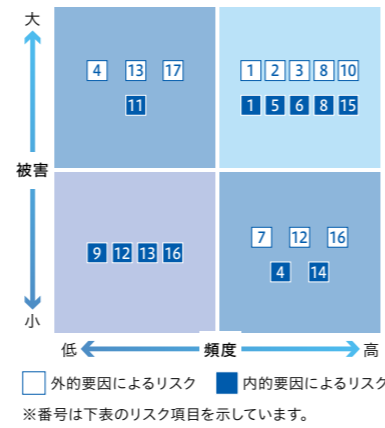 大
4 13 17
1 2 3 8 10
11
1 5 6 8 15
被害
9 12 13 16
7 12 16
4 14
小
低 頻度 高
外的要因によるリスク 内的要因によるリスク
※番号は下表のリスク項目を示しています。